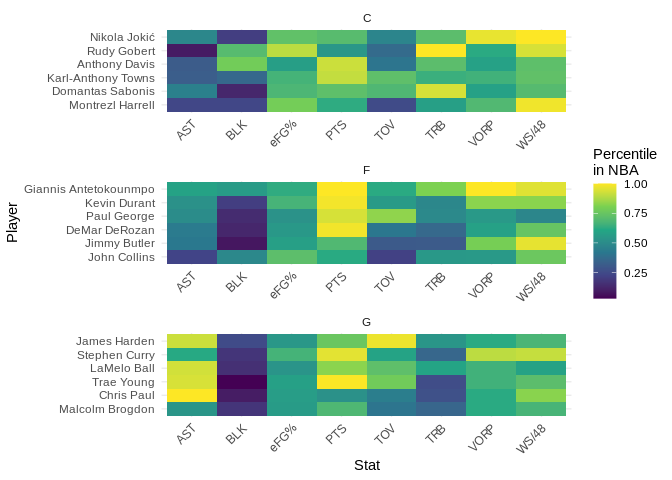 C
Nikola Jokić
Rudy Gobert
Anthony Davis
Karl-Anthony Towns
Domantas Sabonis
Montrezl Harrell
AST BLK eFG% PTS TOV TRB VORP WS/48
F
Giannis Antetokounmpo
Kevin Durant
Paul George
DeMar DeRozan
Jimmy Butler
John Collins
AST BLK eFG% PTS TOV TRB VORP WS/48
G
James Harden
Stephen Curry
LaMelo Ball
Trae Young
Chris Paul
Malcolm Brogdon
AST BLK eFG% PTS TOV TRB VORP WS/48
Stat
Player
Percentile
in NBA
1.00
0.75
0.50
0.25